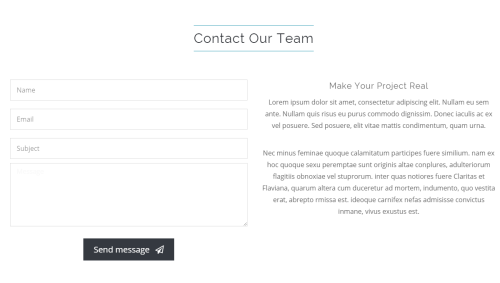 Contact Our Team
Name
Email
Subject
Message
Send message
Make Your Project Real
Lorem ipsum dolor sit amet, consectetur adipiscing elit. Nullam eu sem
ante. Nullam quis risus eu purus commodo dignissim. Donec iaculis ac ex
vel posuere. Sed posuere, elit vitae mattis condimentum, quam urna.
Nec minus feminae quoque calamitatum participes fuere similium. nam ex
hoc quoque sexu peremptae sunt originis altae conplures, adulteriorum
flagitiis obnoxiae vel stuprorum. inter quas notiores fuere Claritas et
Flaviana, quarum altera cum duceretur ad mortem, indumento, quo vestita
erat, abrepto rmissa est. ideoque carnifex nefas admisisse convictus
inmane, vivus exustus est.